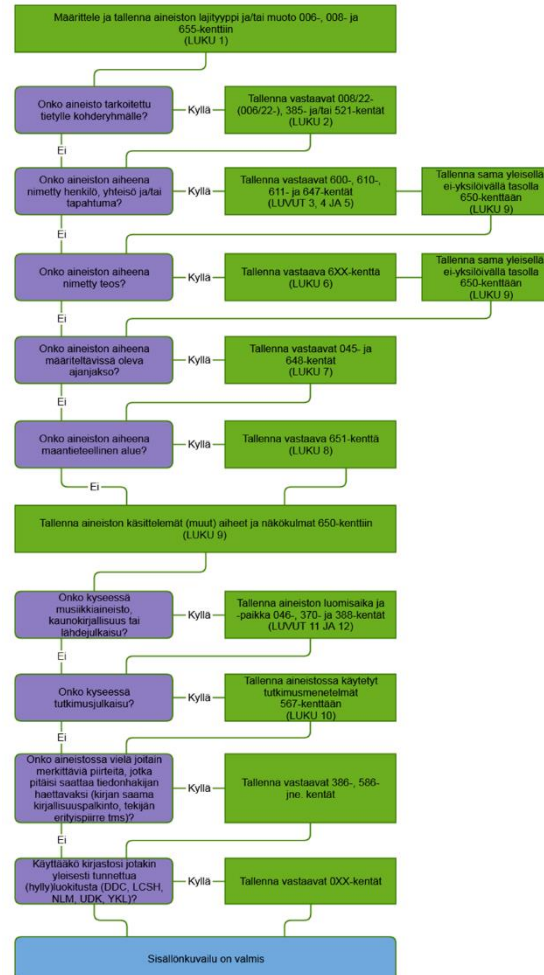 Määrittele ja tallenna aineiston lajityyppi ja/tai muoto 006-, 008- ja
655-kenttiin
(LUKU 1)
Onko aineisto tarkoitettu
tietylle kohderyhmälle?
Kyllä
Tallenna vastaavat 008/22-
(006/22-), 385- ja/tai 521-kentät
(LUKU 2)
Ei
Onko aineiston aiheena
nimetty henkilö, yhteisö ja/tai
tapahtuma?
Kyllä
Tallenna vastaavat 600-, 610-,
611- ja 647-kentät
(LUVUT 3, 4 JA 5)
Tallenna sama yleisellä
ei-yksilöivällä tasolla
650-kenttään
(LUKU 9)
Ei
Onko aineiston aiheena
nimetty teos?
Kyllä
Tallenna vastaava 6XX-kenttä
(LUKU 6)
Tallenna sama yleisellä
ei-yksilöivällä tasolla
650-kenttään
(LUKU 9)
Ei
Onko aineiston aiheena
määriteltävissä oleva
ajanjakso?
Kyllä
Tallenna vastaavat 045- ja
648-kentät
(LUKU 7)
Ei
Onko aineiston aiheena
maantieteellinen alue?
Kyllä
Tallenna vastaava 651-kenttä
(LUKU 8)
Ei
Tallenna aineiston käsittelemät (muut) aiheet ja näkökulmat 650-kenttiin
(LUKU 9)
Onko kyseessä
musiikkiaineisto,
kaunokirjallisuus tai
lähdejulkaisu?
Kyllä
Tallenna aineiston luomisaika ja
-paikka 046-, 370- ja 388-kentät
(LUVUT 11 JA 12)
Ei
Onko kyseessä
tutkimusjulkaisu?
Kyllä
Tallenna aineistossa käytetyt
tutkimusmenetelmät
567-kenttään
(LUKU 10)
Ei
Onko aineistossa vielä joitain
merkittäviä piirteitä, jotka
pitäisi saattaa tiedonhakijan
haettavaksi (kirjan saama
kirjallisuuspalkinto, tekijän
erityispiirre tms)?
Kyllä
Tallenna vastaavat 386-, 586-
jne. kentät
Ei
Käyttääkö kirjastosi jotakin
yleisesti tunnettua
(hylly)luokitusta (DDC, LCSH,
NLM, UDK, YKL)?
Kyllä
Tallenna vastaavat 0XX-kentät
Sisällönkuvailu on valmis